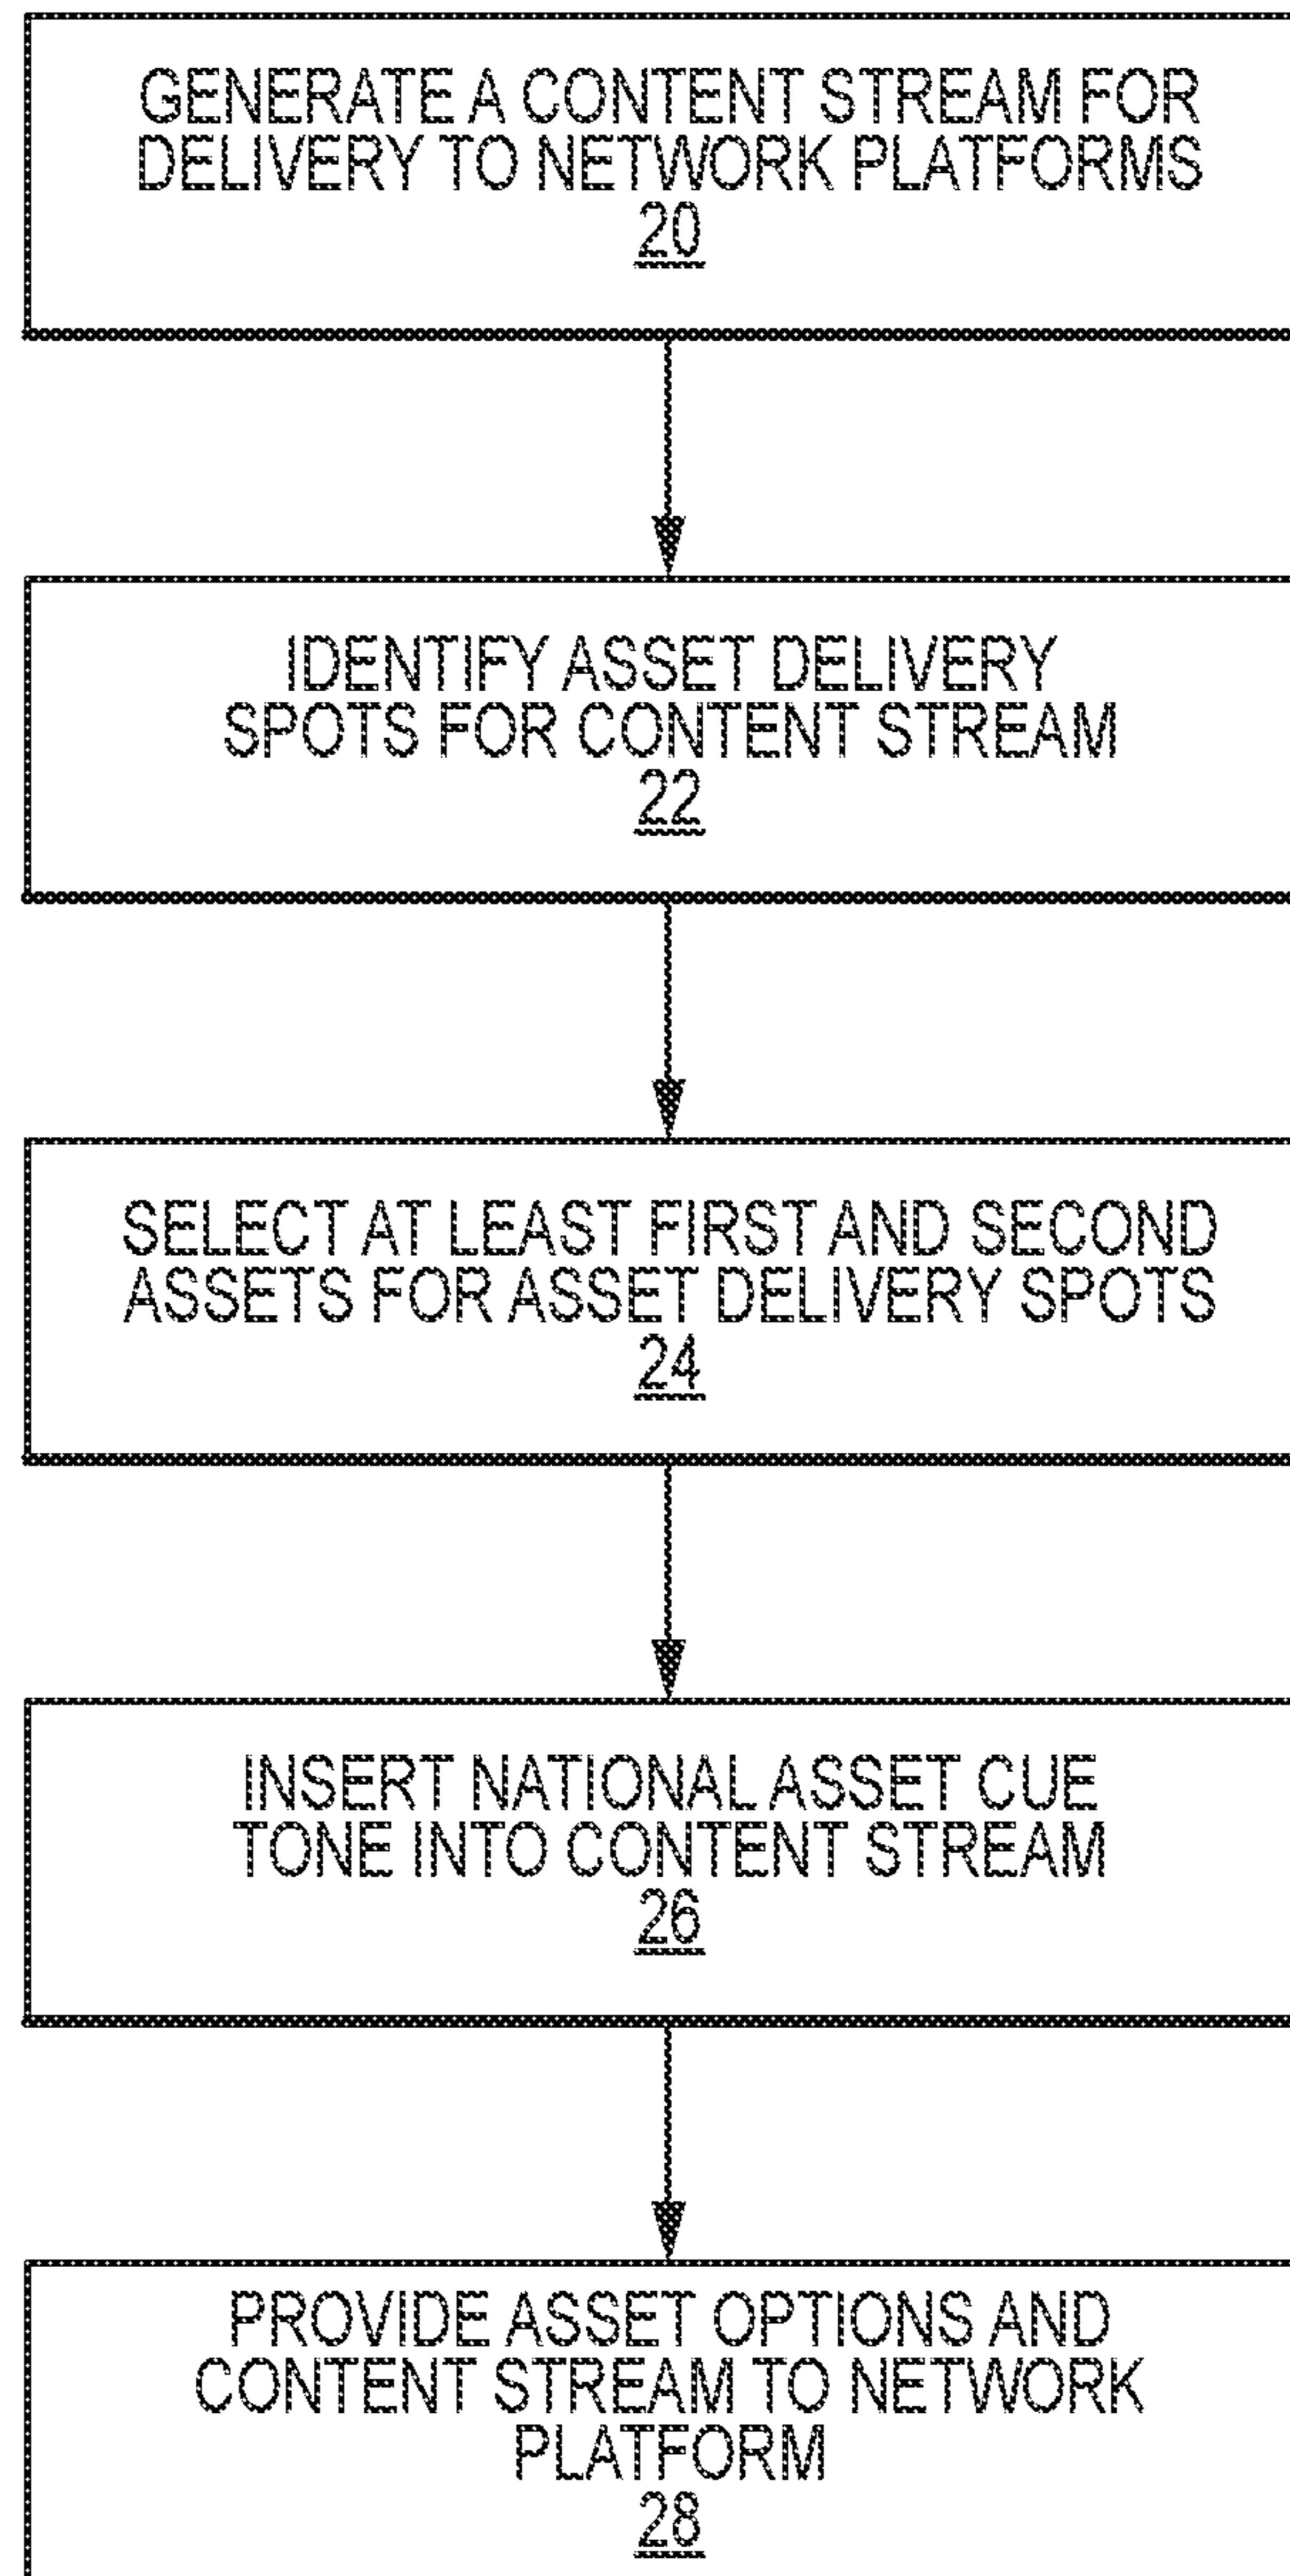 GENERATE A CONTENT STREAM FOR
DELIVERY TO NETWORK PLATFORMS
20
IDENTIFY ASSET DELIVERY
SPOTS FOR CONTENT STREAM
22
SELECT AT LEAST FIRST AND SECOND
ASSETS FOR ASSET DELIVERY SPOTS
24
INSERT NATIONAL ASSET CUE
TONE INTO CONTENT STREAM
26
PROVIDE ASSET OPTIONS AND
CONTENT STREAM TO NETWORK
PLATFORM
28